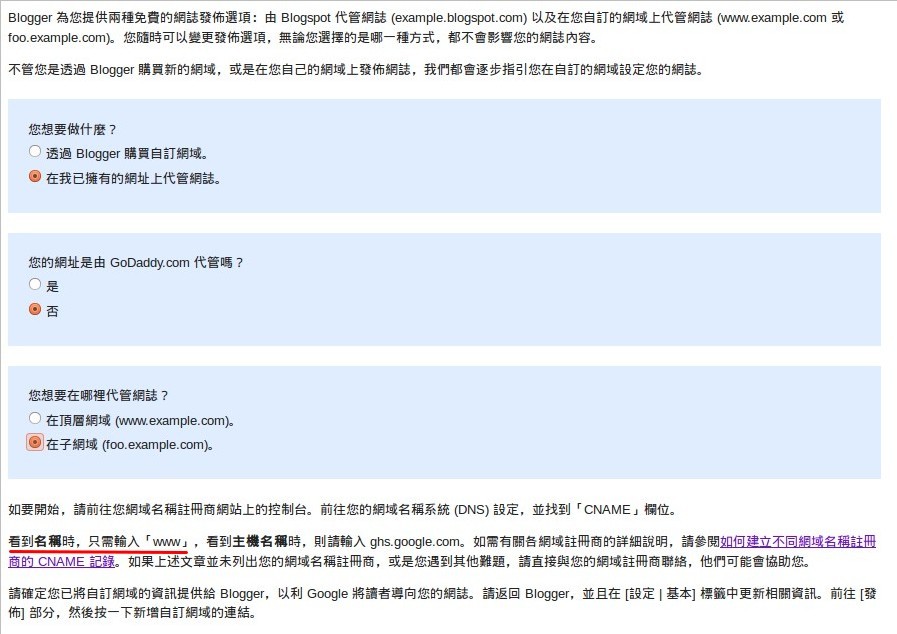 Blogger 為您提供兩種免費的網誌發佈選項：由 Blogspot 代管網誌 (example.blogspot.com) 以及在您自訂的網域上代管網誌 (www.example.com 或
foo.example.com)。您隨時可以變更發佈選項，無論您選擇的是哪一種方式，都不會影響您的網誌內容。
不管您是透過 Blogger 購買新的網域，或是在您自己的網域上發佈網誌，我們都會逐步指引您在自訂的網域設定您的網誌。
您想要做什麼？
透過 Blogger 購買自訂網域。
在我已擁有的網址上代管網誌。
您的網址是由 GoDaddy.com 代管嗎？
是
否
您想要在哪裡代管網誌？
在頂層網域 (www.example.com)。
在子網域 (foo.example.com)。
如要開始，請前往您網域名稱註冊商網站上的控制台。前往您的網域名稱系統 (DNS) 設定，並找到「CNAME」欄位。
看到名稱時，只需輸入「www」，看到主機名稱時，則請輸入 ghs.google.com。如需有關各網域註冊商的詳細說明，請參閱如何建立不同網域名稱註冊
商的 CNAME 記錄。如果上述文章並未列出您的網域名稱註冊商，或是您遇到其他難題，請直接與您的網域註冊商聯絡，他們可能會協助您。
請確定您已將自訂網域的資訊提供給 Blogger，以利 Google 將讀者導向您的網誌。請返回 Blogger，並且在 [設定 | 基本] 標籤中更新相關資訊。前往 [發
佈] 部分，然後按一下新增自訂網域的連結。